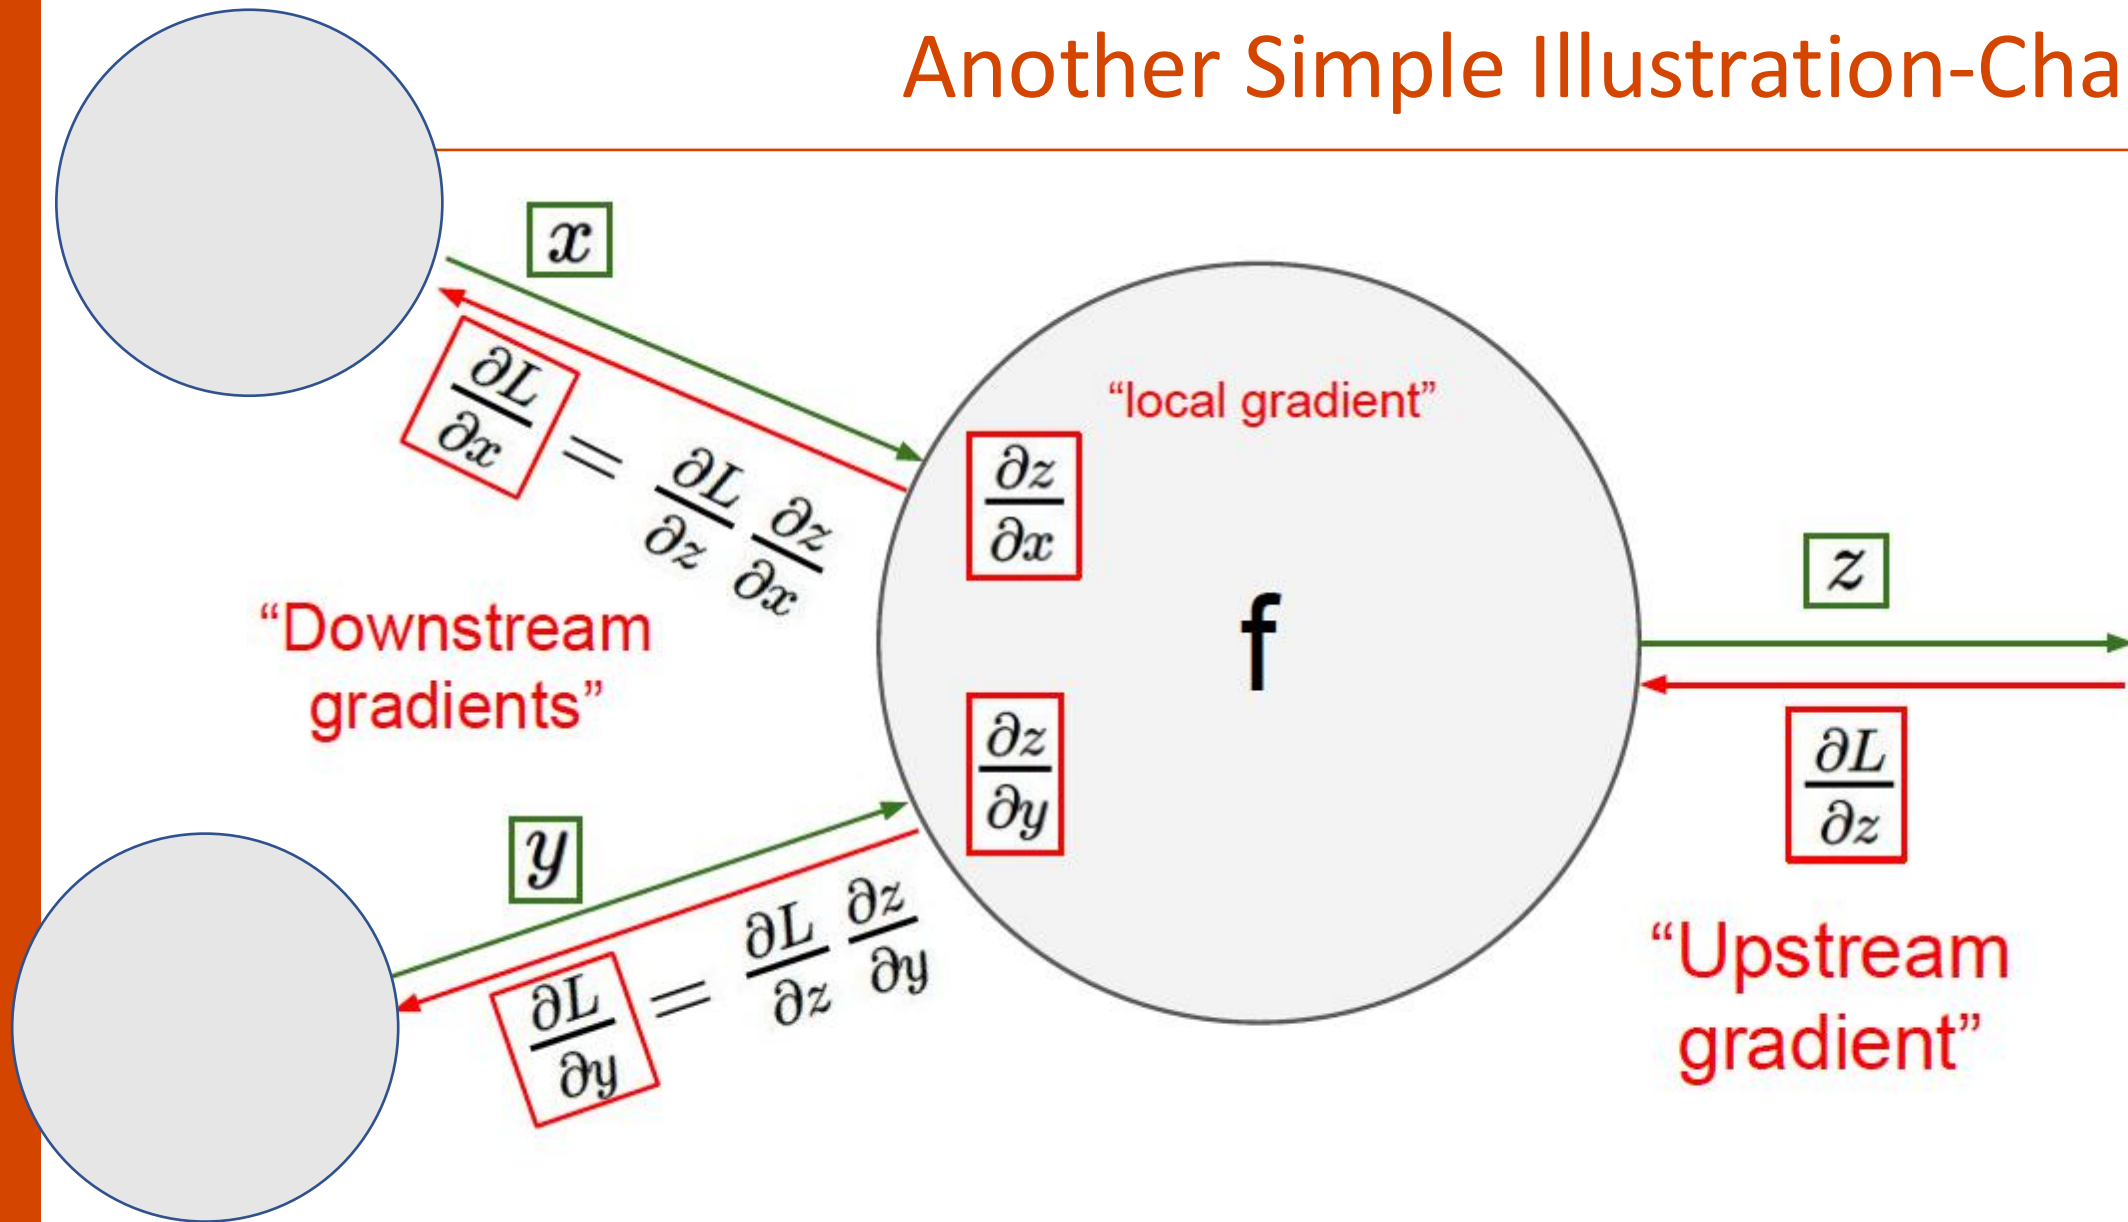 Another Simple Illustration-Cha
x
∂L/∂x = ∂L/∂z ∂z/∂x
“local gradient”
∂z/∂x
f
z
“Downstream
gradients”
∂z/∂y
∂L/∂z
y
∂L/∂y = ∂L/∂z ∂z/∂y
“Upstream
gradient”